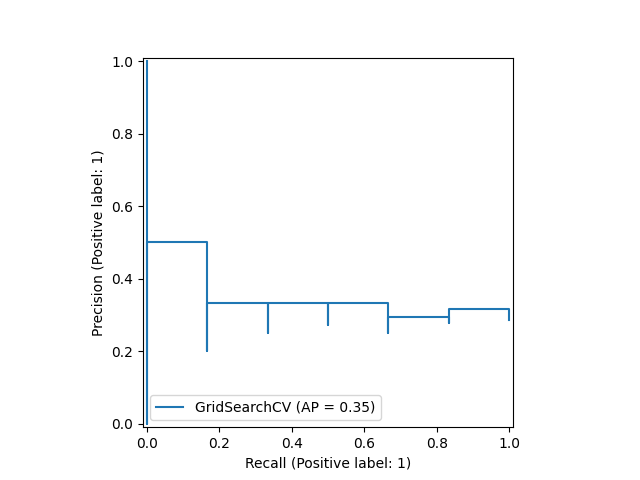 1.0
0.8
0.6
0.4
0.2
0.0
Precision (Positive label: 1)
GridSearchCV (AP = 0.35)
0.0 0.2 0.4 0.6 0.8 1.0
Recall (Positive label: 1)